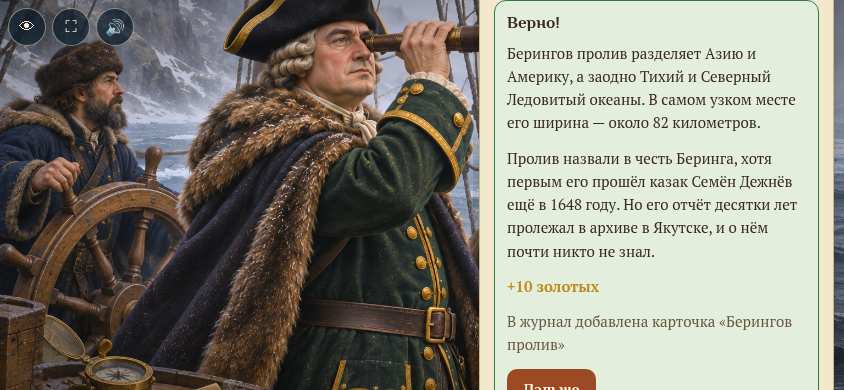 Верно!
Берингов пролив разделяет Азию и
Америку, а заодно Тихий и Северный
Ледовитый океаны. В самом узком месте
его ширина — около 82 километров.
Пролив назвали в честь Беринга, хотя
первым его прошёл казак Семён Дежнёв
ещё в 1648 году. Но его отчёт десятки лет
пролежал в архиве в Якутске, и о нём
почти никто не знал.
+10 золотых
В журнал добавлена карточка «Берингов
пролив»